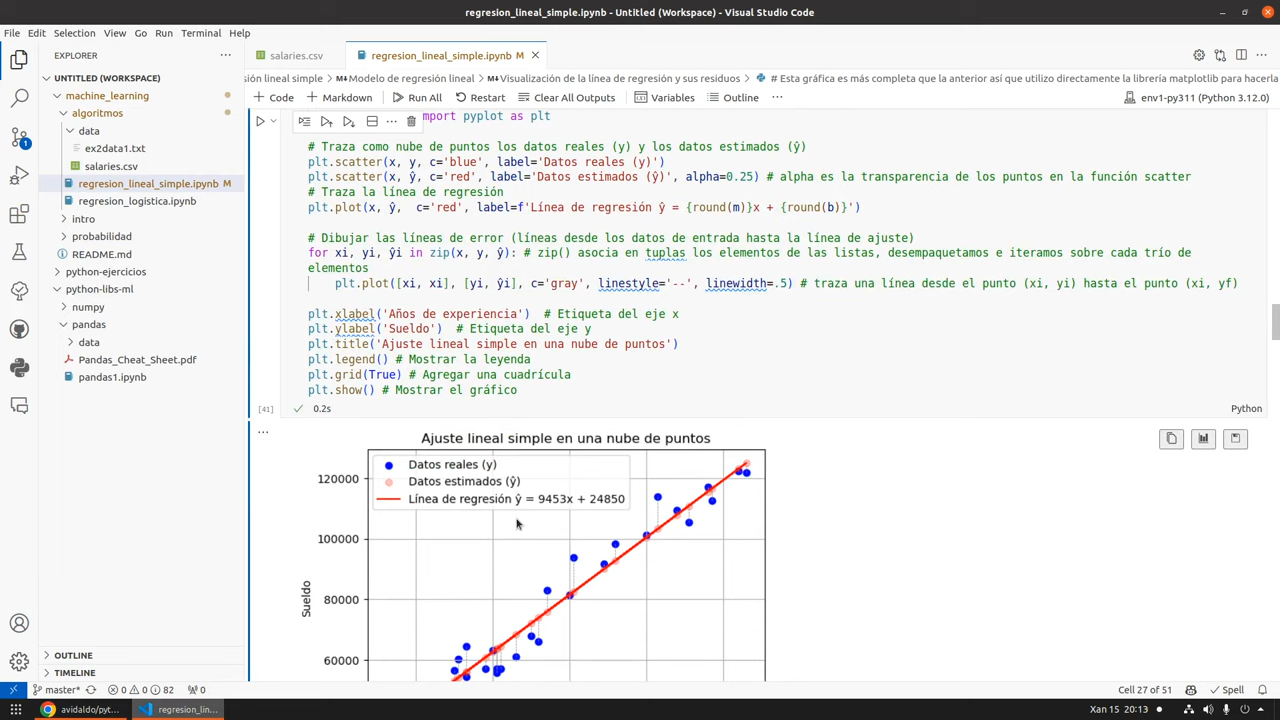 regresion_lineal_simple.ipynb - Untitled (Workspace) - Visual Studio Code
File Edit Selection View Go Run Terminal Help
EXPLORER
salaries.csv
regresion_lineal_simple.ipynb M
UNTITLED (WORKSPACE)
sión lineal simple > M Modelo de regresión lineal > M Visualización de la línea de regresión y sus residuos > # Esta gráfica es más completa que la anterior así que utilizo directamente la librería matplotlib para hacerla
machine_learning
+ Code + Markdown Run All Restart Clear All Outputs Variables Outline ...
env1-py311 (Python 3.12.0)
algoritmos
data
ex2data1.txt
salaries.csv
regresion_lineal_simple.ipynb M
regresion_logistica.ipynb
intro
probabilidad
README.md
python-ejercicios
python-libs-ml
numpy
pandas
data
Pandas_Cheat_Sheet.pdf
pandas1.ipynb
OUTLINE
TIMELINE
import pyplot as plt
# Traza como nube de puntos los datos reales (y) y los datos estimados (ŷ)
plt.scatter(x, y, c='blue', label='Datos reales (y)')
plt.scatter(x, ŷ, c='red', label='Datos estimados (ŷ)', alpha=0.25) # alpha es la transparencia de los puntos en la función scatter
# Traza la línea de regresión
plt.plot(x, ŷ,  c='red', label=f'Línea de regresión ŷ = {round(m)}x + {round(b)}')
# Dibujar las líneas de error (líneas desde los datos de entrada hasta la línea de ajuste)
for xi, yi, ŷi in zip(x, y, ŷ): # zip() asocia en tuplas los elementos de las listas, desempaquetamos e iteramos sobre cada trío de
elementos
plt.plot([xi, xi], [yi, ŷi], c='gray', linestyle='--', linewidth=.5) # traza una línea desde el punto (xi, yi) hasta el punto (xi, yf)
plt.xlabel('Años de experiencia')  # Etiqueta del eje x
plt.ylabel('Sueldo')  # Etiqueta del eje y
plt.title('Ajuste lineal simple en una nube de puntos')
plt.legend() # Mostrar la leyenda
plt.grid(True) # Agregar una cuadrícula
plt.show() # Mostrar el gráfico
[41] 0.2s Python
Ajuste lineal simple en una nube de puntos
Datos reales (y)
Datos estimados (ŷ)
Línea de regresión ŷ = 9453x + 24850
120000
100000
80000
60000
Sueldo
master* 0 0 82 0
Cell 27 of 51 Spell
avidaldo/pyt...
regresion_lin...
Xan 15 20:13